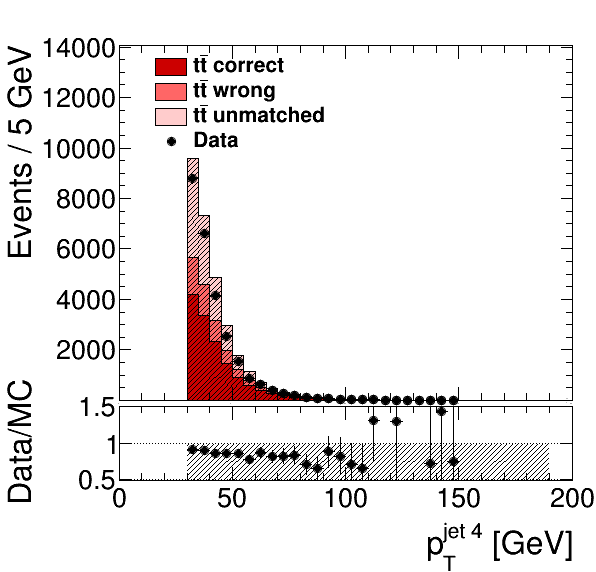 Events / 5 GeV
14000
12000
10000
8000
6000
4000
2000
tt̄ correct
tt̄ wrong
tt̄ unmatched
Data
Data/MC
1.5
1
0.5
0 50 100 150 200
p_T^{jet 4} [GeV]